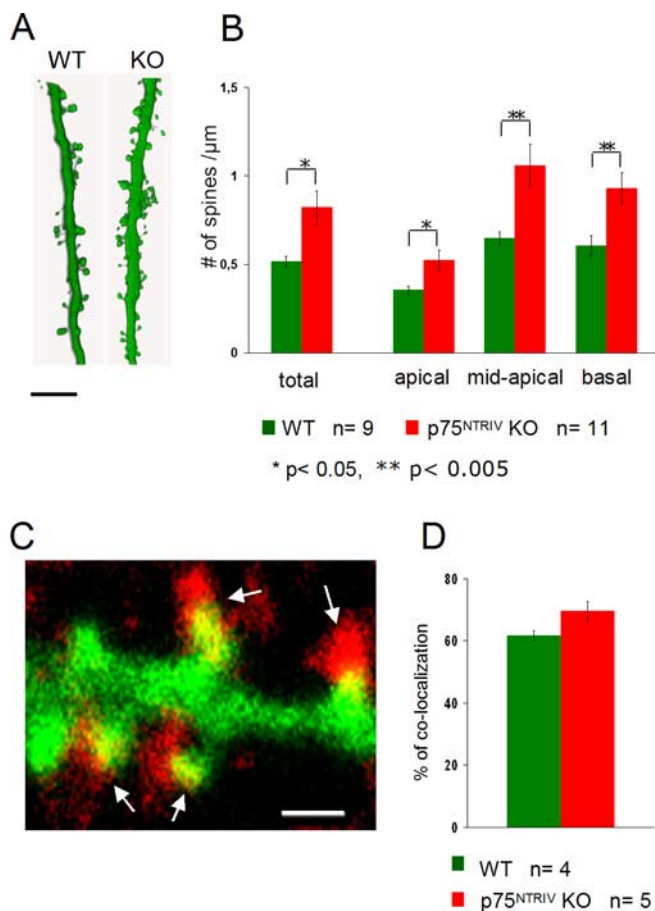 A
WT KO
B
# of spines /µm
1.5
1
0,5
0
* ** **
*
total apical mid-apical basal
WT n= 9 p75NTRIV KO n= 11
* p< 0.05, ** p< 0.005
C
D
% of co-localization
80
60
40
20
0
WT n= 4
p75NTRIV KO n= 5